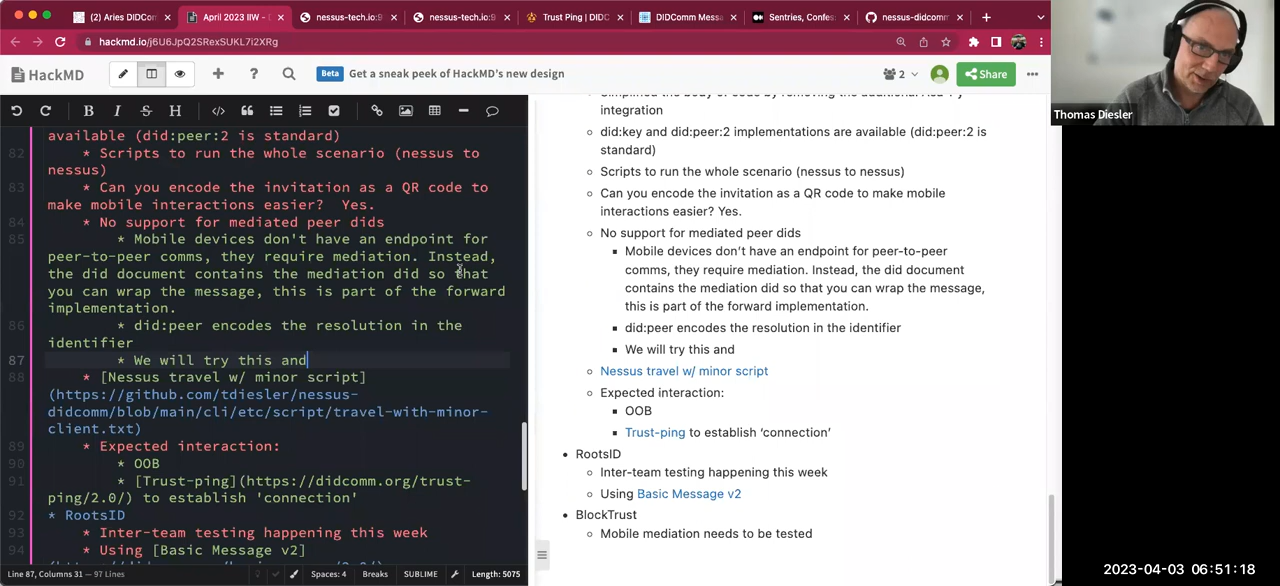 (2) Aries DIDCom
April 2023 IIW - D
nessus-tech.io:9
nessus-tech.io:9
Trust Ping | DIDC
DIDComm Messa
Sentries, Confes
nessus-didcomm
hackmd.io/j6U6JpQ2SRexSUKL7i2XRg
HackMD
Beta Get a sneak peek of HackMD's new design
2
Share
available (did:peer:2 is standard)
82 * Scripts to run the whole scenario (nessus to
nessus)
83 * Can you encode the invitation as a QR code to
make mobile interactions easier? Yes.
84 * No support for mediated peer dids
85 * Mobile devices don't have an endpoint for
peer-to-peer comms, they require mediation. Instead,
the did document contains the mediation did so that
you can wrap the message, this is part of the forward
implementation.
86 * did:peer encodes the resolution in the
identifier
87 * We will try this and
88 * [Nessus travel w/ minor script]
(https://github.com/tdiesler/nessus-
didcomm/blob/main/cli/etc/script/travel-with-minor-
client.txt)
89 * Expected interaction:
90 * OOB
91 * [Trust-ping](https://didcomm.org/trust-
ping/2.0/) to establish 'connection'
92 * RootsID
93 * Inter-team testing happening this week
94 * Using [Basic Message v2]
Line 87, Columns 31 — 97 Lines
Spaces: 4
Breaks
SUBLIME
Length: 5075
integration
did:key and did:peer:2 implementations are available (did:peer:2 is
standard)
Scripts to run the whole scenario (nessus to nessus)
Can you encode the invitation as a QR code to make mobile
interactions easier? Yes.
No support for mediated peer dids
Mobile devices don't have an endpoint for peer-to-peer
comms, they require mediation. Instead, the did document
contains the mediation did so that you can wrap the message,
this is part of the forward implementation.
did:peer encodes the resolution in the identifier
We will try this and
Nessus travel w/ minor script
Expected interaction:
OOB
Trust-ping to establish 'connection'
RootsID
Inter-team testing happening this week
Using Basic Message v2
BlockTrust
Mobile mediation needs to be tested
Thomas Diesler
2023-04-03 06:51:18